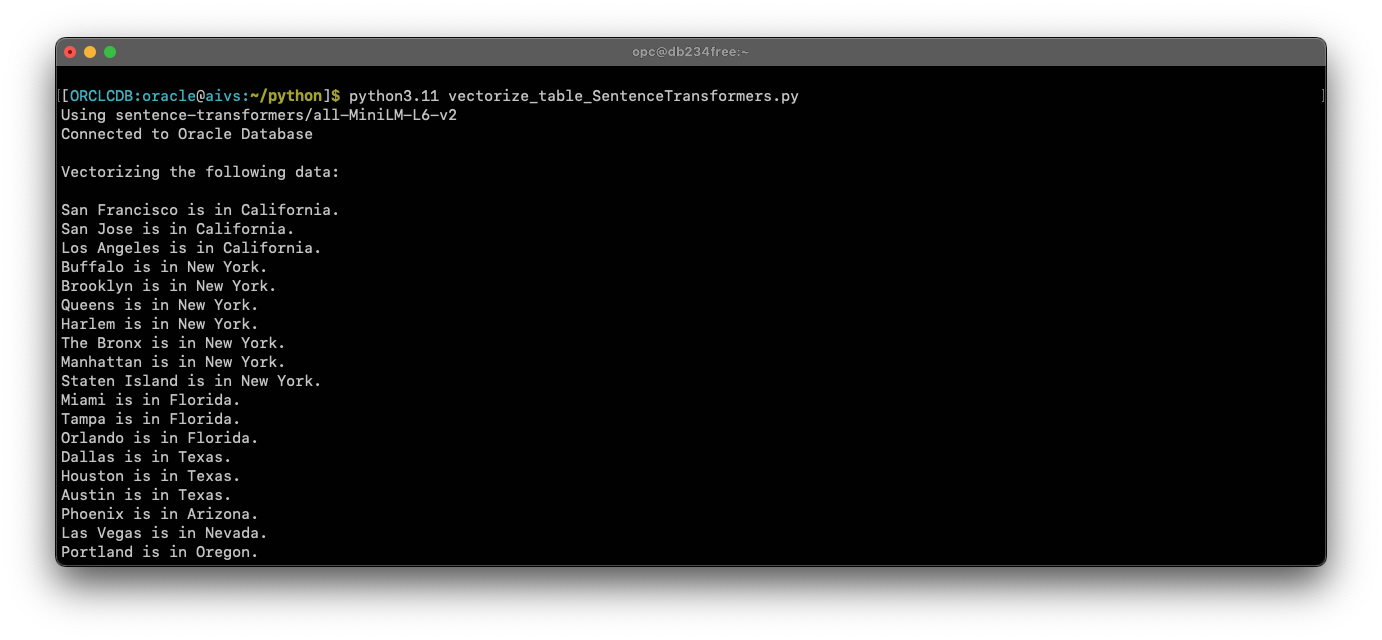 opc@db234free:~
[[ORCLCDB:oracle@aivs:~/python]$ python3.11 vectorize_table_SentenceTransformers.py ]
Using sentence-transformers/all-MiniLM-L6-v2
Connected to Oracle Database
Vectorizing the following data:
San Francisco is in California.
San Jose is in California.
Los Angeles is in California.
Buffalo is in New York.
Brooklyn is in New York.
Queens is in New York.
Harlem is in New York.
The Bronx is in New York.
Manhattan is in New York.
Staten Island is in New York.
Miami is in Florida.
Tampa is in Florida.
Orlando is in Florida.
Dallas is in Texas.
Houston is in Texas.
Austin is in Texas.
Phoenix is in Arizona.
Las Vegas is in Nevada.
Portland is in Oregon.